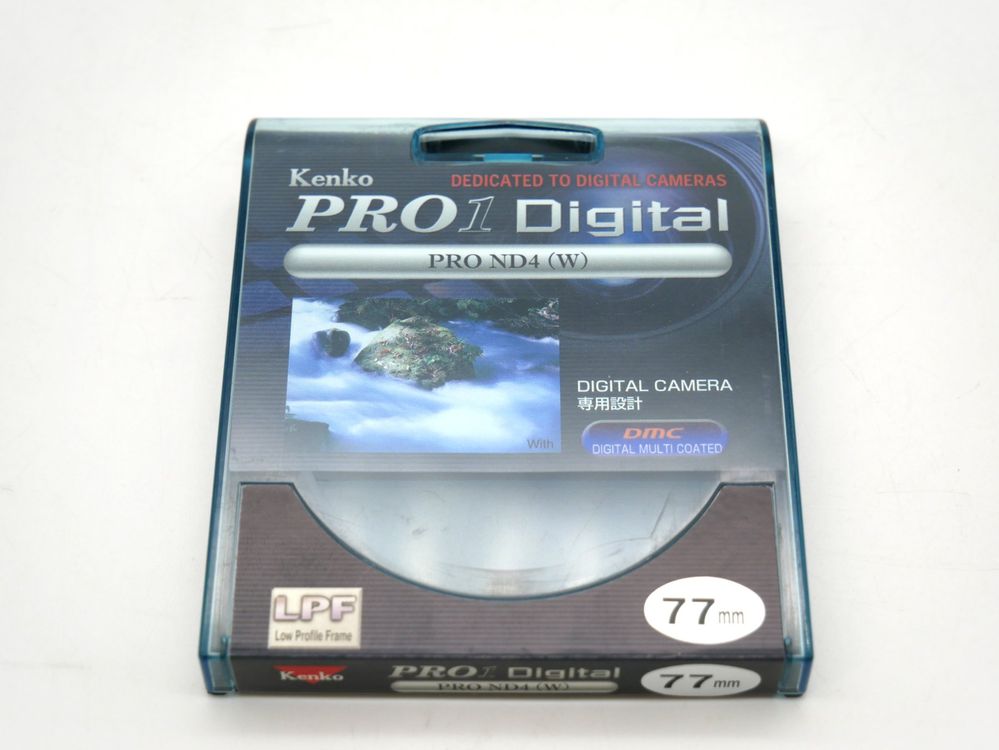 Kenko
DEDICATED TO DIGITAL CAMERAS
PRO1 Digital
PRO ND4 (W)
With
DIGITAL CAMERA
専用設計
DMC
DIGITAL MULTI COATED
LPF
Low Profile Frame
77mm
Kenko
PRO1 Digital
PRO ND4 (W)
77mm